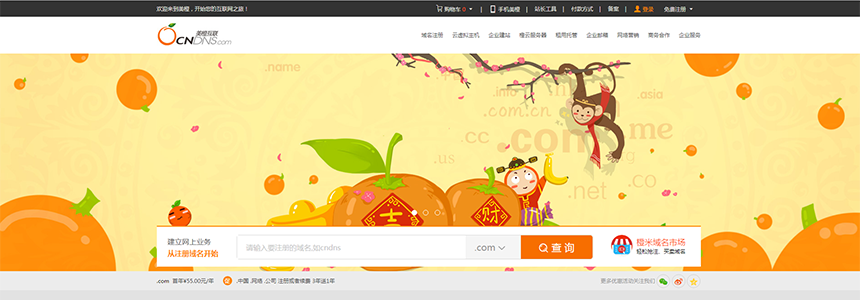 欢迎来到美橙，开始您的互联网之旅！
购物车 0 手机美橙 站长工具 付款方式 备案 登录 免费注册
美橙互联
CNDNS.com
域名注册 云虚拟主机 企业建站 橙云服务器 租用托管 企业邮箱 网络营销 商务合作 企业服务
.name
.info
.asia
.com.cn
.cc
.com
me
.us
.org
.co
.net
吉 财
建立网上业务
从注册域名开始
请输入要注册的域名,如cndns
.com
查 询
橙米域名市场
轻松抢注、买卖域名
.com 首年¥55.00元/年
.中国 .网络 .公司 注册或者续费 3年送1年
更多优惠活动关注我们